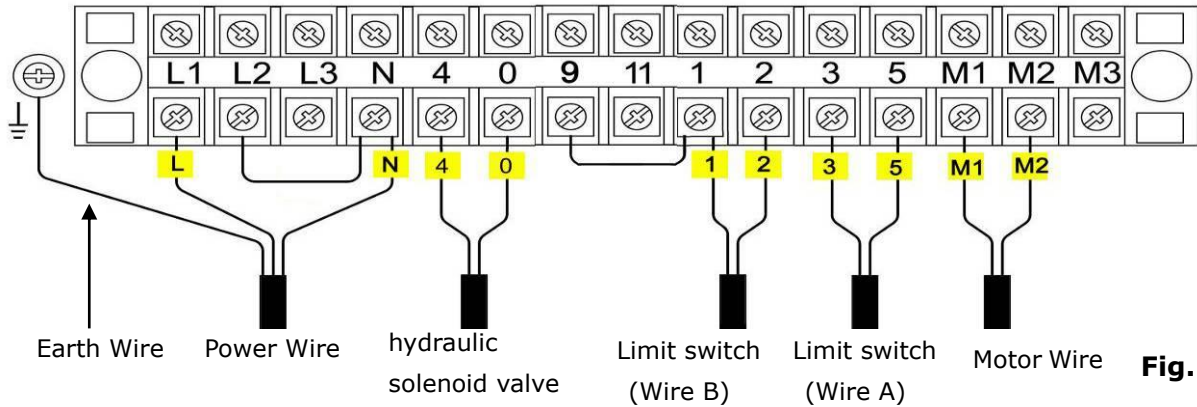 L1 L2 L3 N 4 0 9 11 1 2 3 5 M1 M2 M3
L N 4 0 1 2 3 5 M1 M2
Earth Wire Power Wire hydraulic Limit switch Limit switch Motor Wire Fig.
solenoid valve (Wire B) (Wire A)